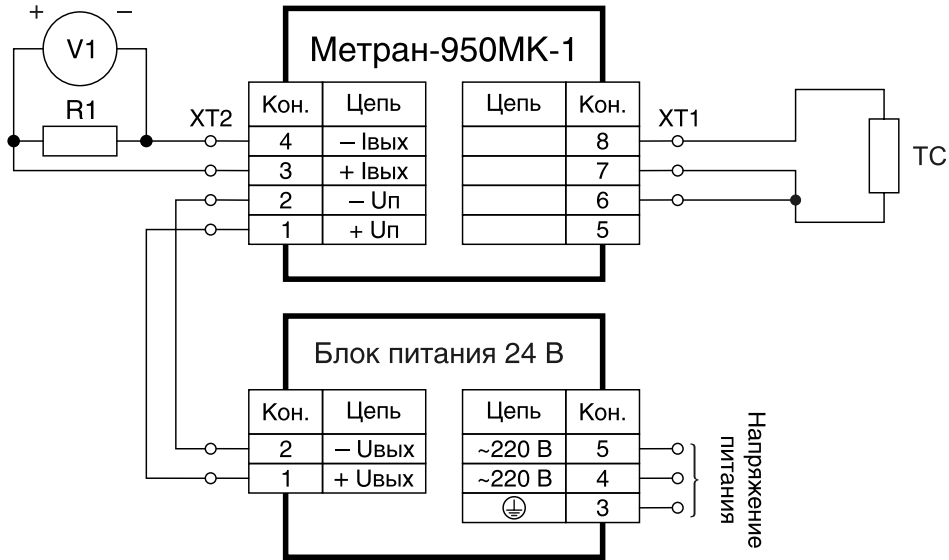 + −
V1
R1
XT2
Метран-950МК-1
Кон. Цепь
4 − Iвых
3 + Iвых
2 − Uп
1 + Uп
Цепь Кон.
8
7
6
5
XT1
ТС
Блок питания 24 В
Кон. Цепь
2 − Uвых
1 + Uвых
Цепь Кон.
~220 В 5
~220 В 4
3
Напряжение
питания